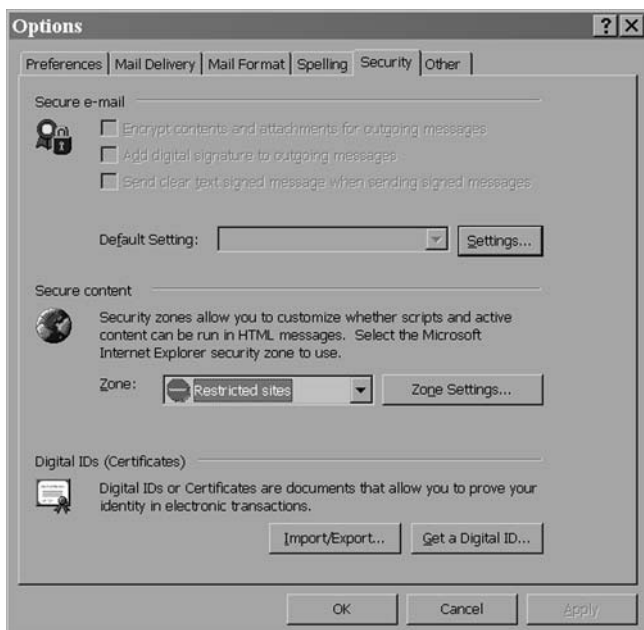 Options
Preferences Mail Delivery Mail Format Spelling Security Other
Secure e-mail
Encrypt contents and attachments for outgoing messages
Add digital signature to outgoing messages
Send clear text signed message when sending signed messages
Default Setting: Settings...
Secure content
Security zones allow you to customize whether scripts and active
content can be run in HTML messages. Select the Microsoft
Internet Explorer security zone to use.
Zone: Restricted sites Zone Settings...
Digital IDs (Certificates)
Digital IDs or Certificates are documents that allow you to prove your
identity in electronic transactions.
Import/Export... Get a Digital ID...
OK Cancel Apply